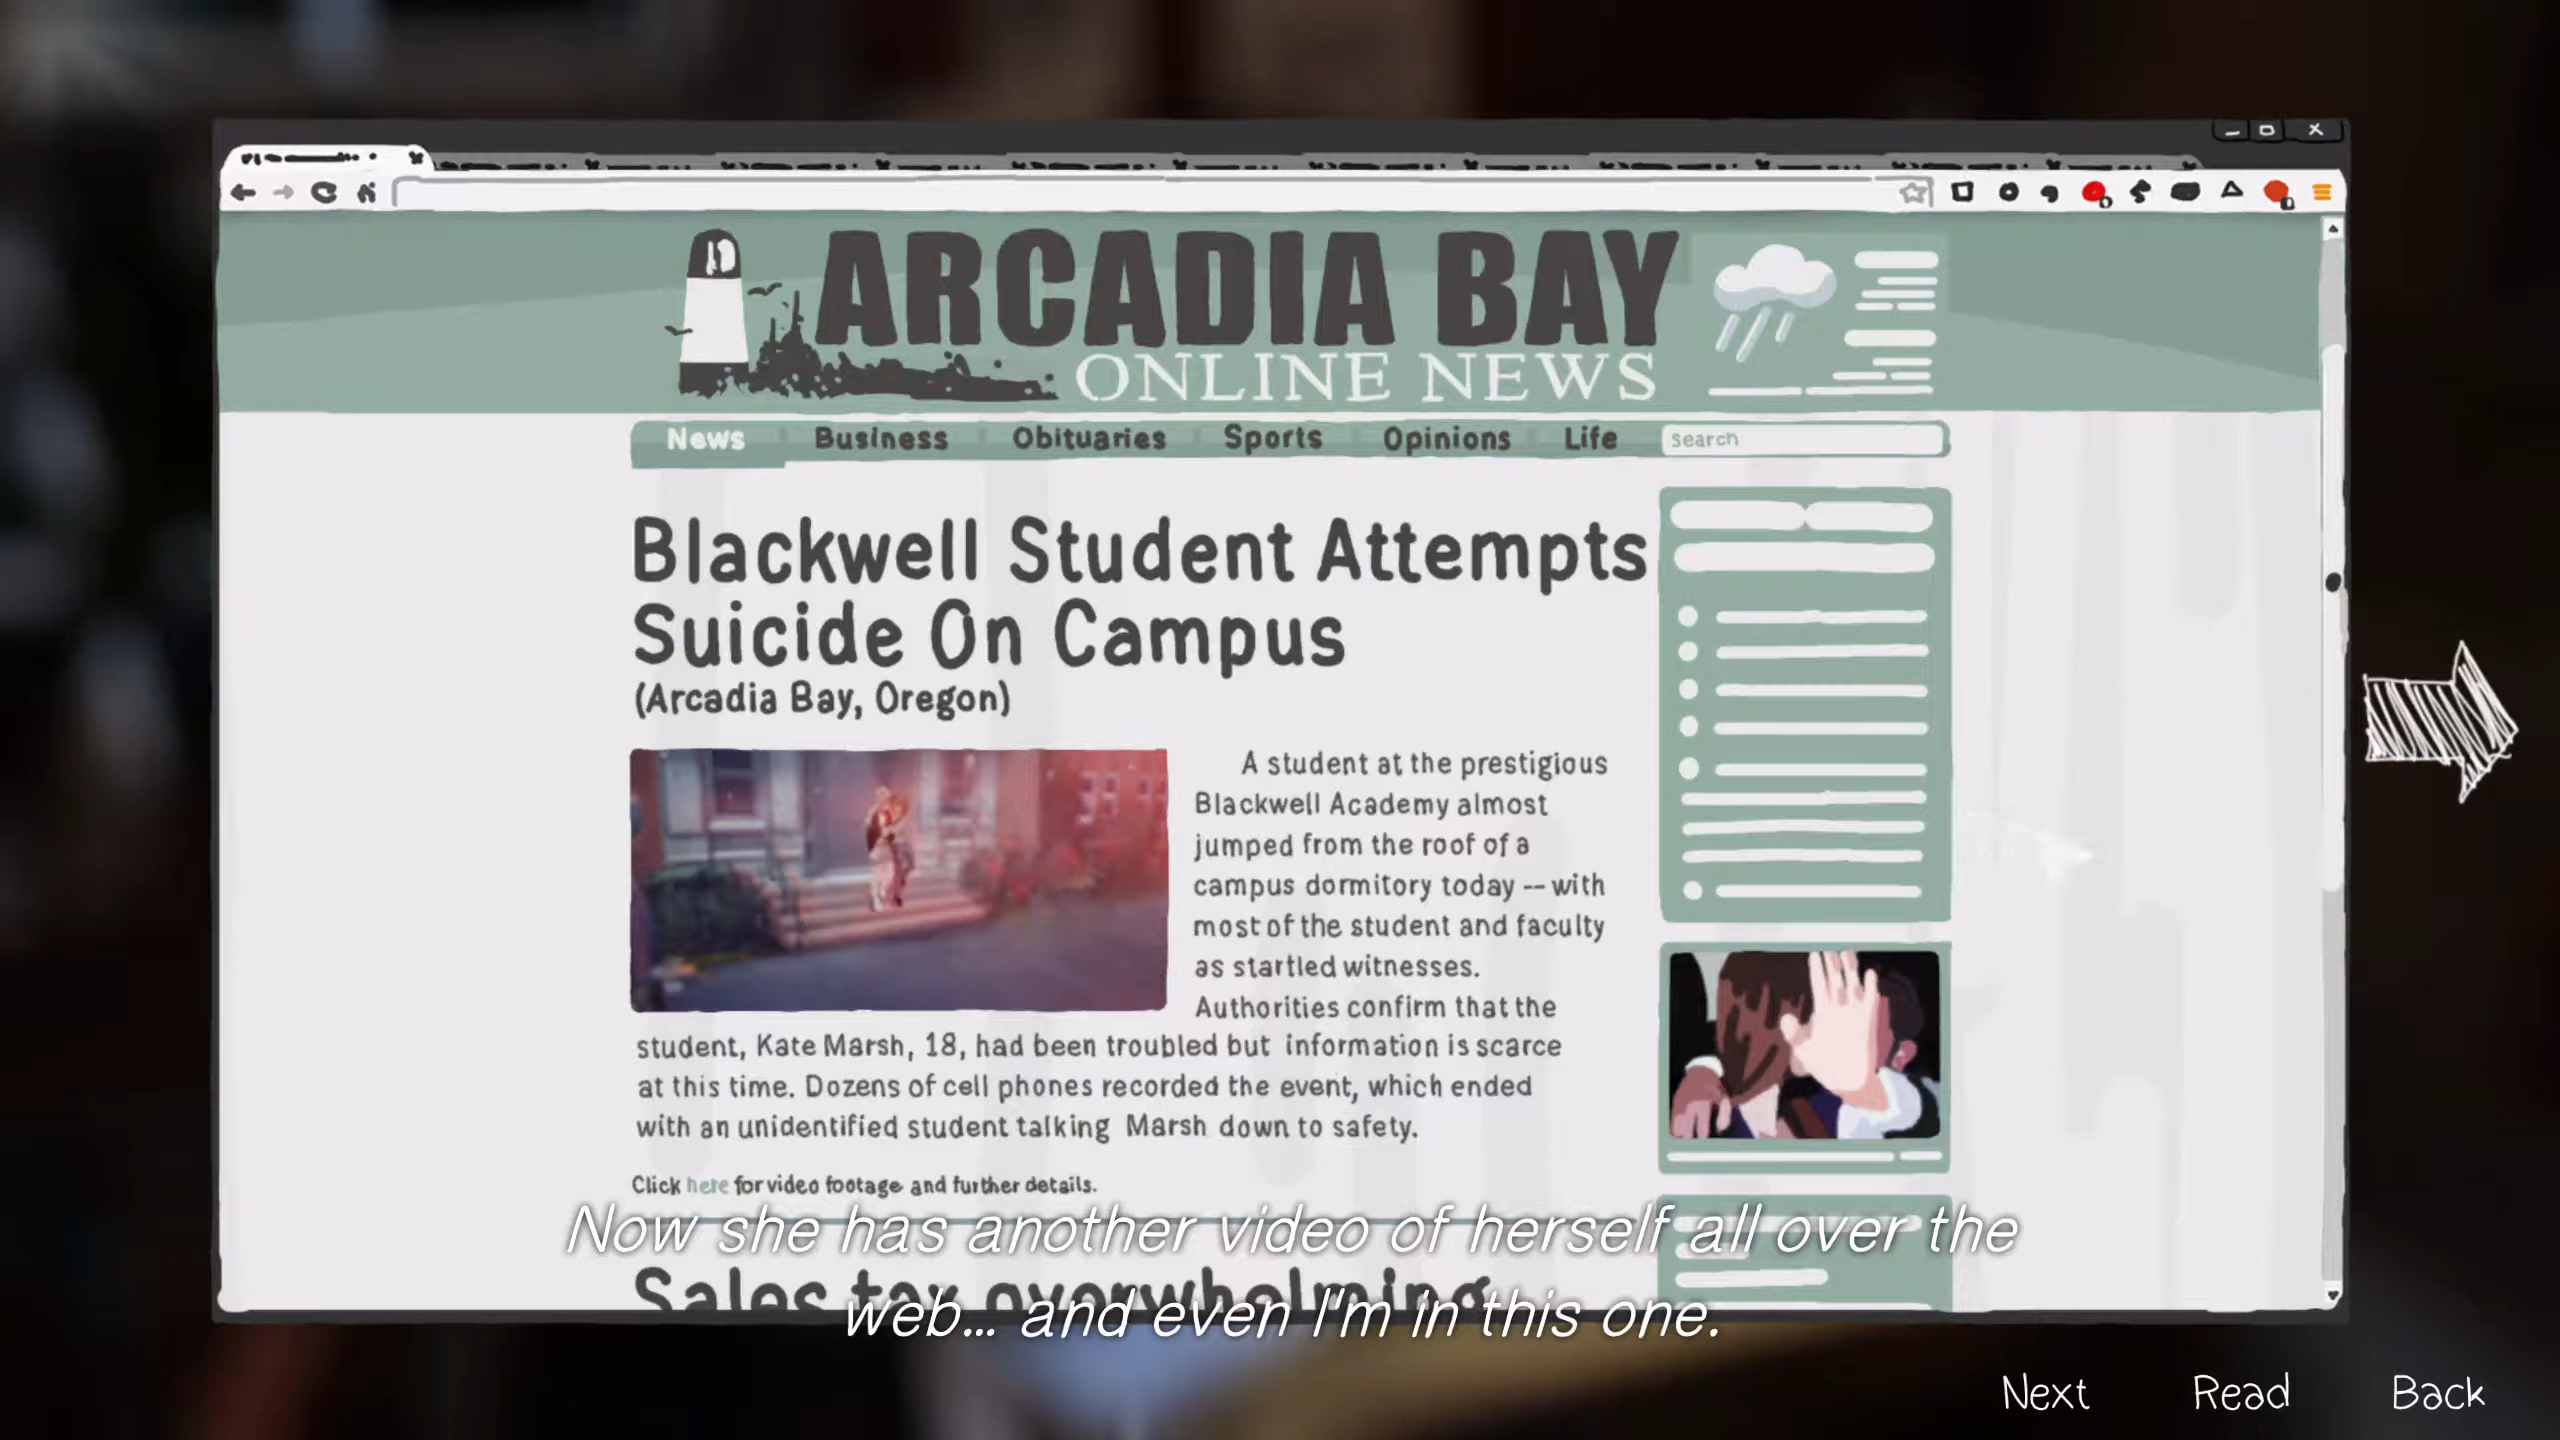 ARCADIA BAY
ONLINE NEWS
News Business Obituaries Sports Opinions Life Search
Blackwell Student Attempts
Suicide On Campus
(Arcadia Bay, Oregon)
A student at the prestigious
Blackwell Academy almost
jumped from the roof of a
campus dormitory today -- with
most of the student and faculty
as startled witnesses.
Authorities confirm that the
student, Kate Marsh, 18, had been troubled but information is scarce
at this time. Dozens of cell phones recorded the event, which ended
with an unidentified student talking Marsh down to safety.
Click here for video footage and further details.
Now she has another video of herself all over the
Sales tax overwhelming
web... and even I'm in this one.
Next Read Back